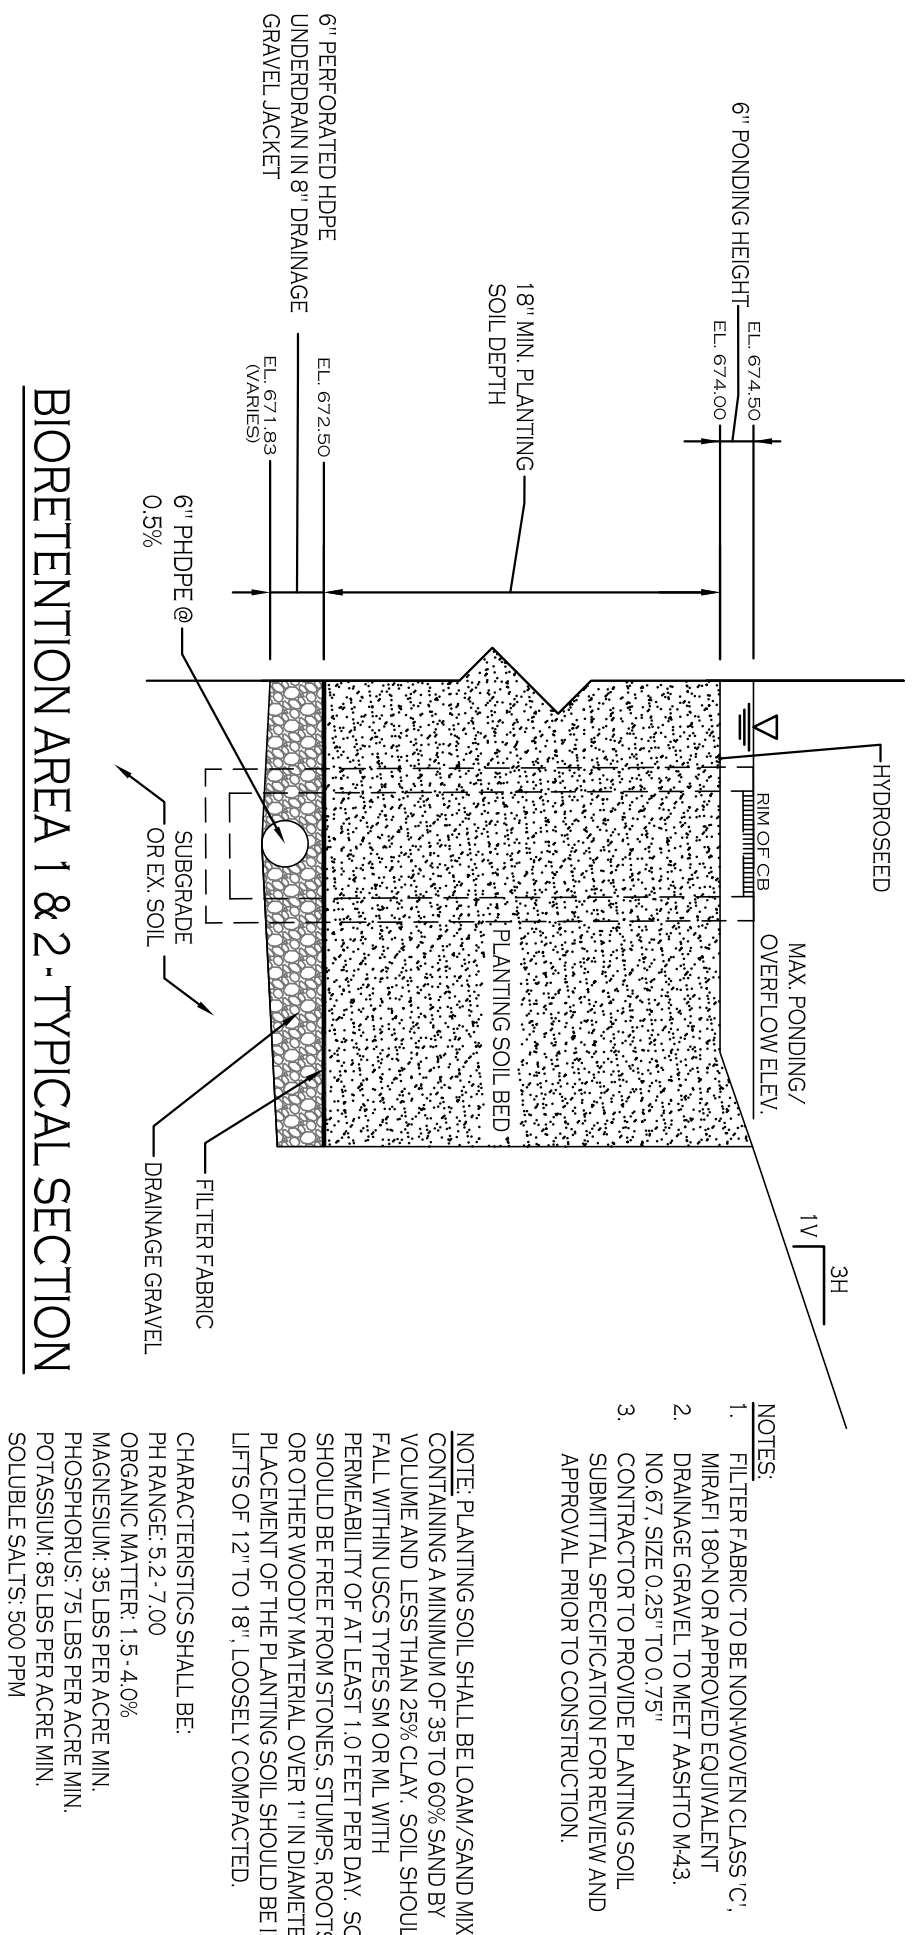 6" PONDING HEIGHT
EL. 674.50
EL. 674.00
18" MIN. PLANTING
SOIL DEPTH
6" PERFORATED HDPE
UNDERDRAIN IN 8" DRAINAGE
GRAVEL JACKET
EL. 672.50
EL. 671.83
(VARIES)
6" PHDPE @
0.5%
HYDROSEED
RIM OF CB
MAX. PONDING/
OVERFLOW ELEV.
3H
1V
PLANTING SOIL BED
SUBGRADE
OR EX. SOIL
FILTER FABRIC
DRAINAGE GRAVEL
BIORETENTION AREA 1 & 2 - TYPICAL SECTION
NOTES:
1. FILTER FABRIC TO BE NON-WOVEN CLASS 'C',
MIRAFI 180-N OR APPROVED EQUIVALENT
2. DRAINAGE GRAVEL TO MEET AASHTO M-43.
NO.67, SIZE 0.25" TO 0.75"
3. CONTRACTOR TO PROVIDE PLANTING SOIL
SUBMITTAL SPECIFICATION FOR REVIEW AND
APPROVAL PRIOR TO CONSTRUCTION.
NOTE: PLANTING SOIL SHALL BE LOAM/SAND MIX
CONTAINING A MINIMUM OF 35 TO 60% SAND BY
VOLUME AND LESS THAN 25% CLAY. SOIL SHOUL
FALL WITHIN USCS TYPES SM OR ML WITH
PERMEABILITY OF AT LEAST 1.0 FEET PER DAY.
SHOULD BE FREE FROM STONES, STUMPS, ROOTS
OR OTHER WOODY MATERIAL OVER 1" IN DIAMETE
PLACEMENT OF THE PLANTING SOIL SHOULD BE
LIFTS OF 12" TO 18", LOOSELY COMPACTED.
CHARACTERISTICS SHALL BE:
PH RANGE: 5.2 - 7.00
ORGANIC MATTER: 1.5 - 4.0%
MAGNESIUM: 35 LBS PER ACRE MIN.
PHOSPHORUS: 75 LBS PER ACRE MIN.
POTASSIUM: 85 LBS PER ACRE MIN.
SOLUBLE SALTS: 500 PPM